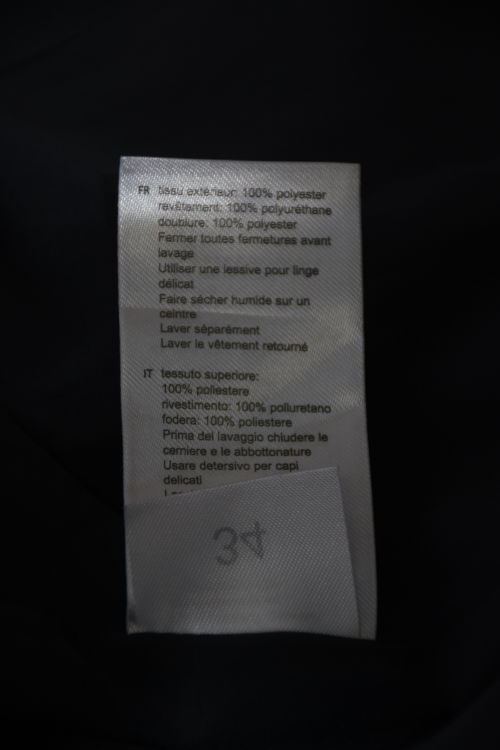 FR tissu extérieur: 100% polyester
revêtement: 100% polyuréthane
doublure: 100% polyester
Fermer toutes fermetures avant
lavage
Utiliser une lessive pour linge
délicat
Faire sécher humide sur un
ceintre
Laver séparément
Laver le vêtement retourné
IT tessuto superiore:
100% poliestere
rivestimento: 100% poliuretano
fodera: 100% poliestere
Prima del lavaggio chiudere le
cerniere e le abbottonature
Usare detersivo per capi
delicati
34